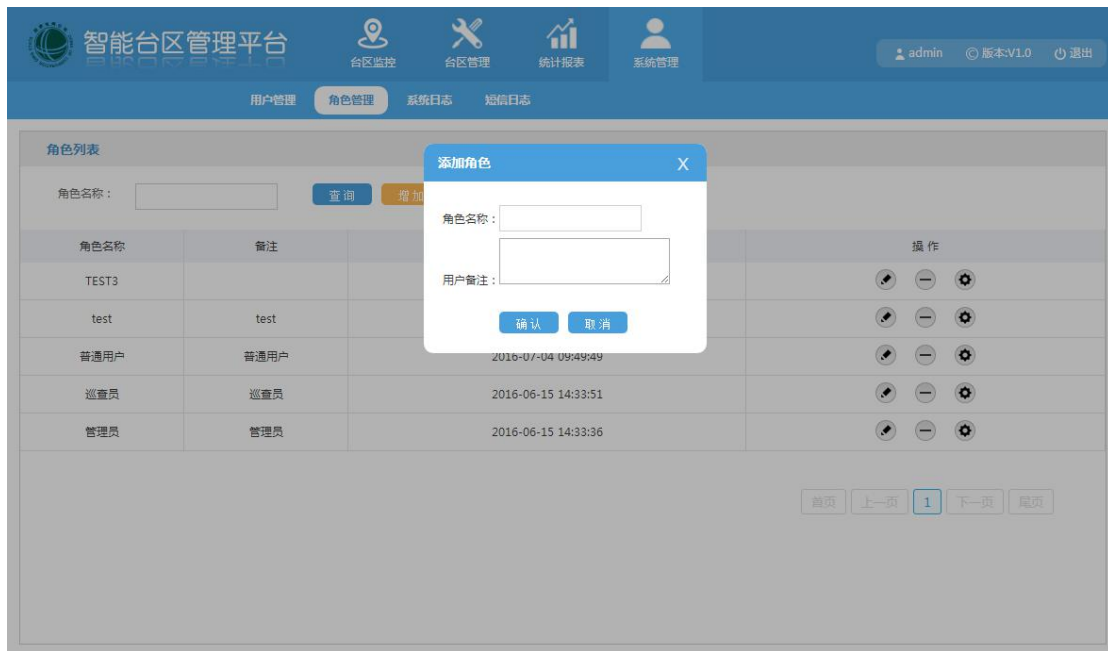 智能台区管理平台
台区监控 台区管理 统计报表 系统管理
admin © 版本:V1.0 退出
用户管理 角色管理 系统日志 短信日志
角色列表
添加角色 X
角色名称： 查询 增加
角色名称：
角色名称 备注 操作
TEST3
用户备注：
test test
确认 取消
普通用户 普通用户 2016-07-04 09:49:49
巡查员 巡查员 2016-06-15 14:33:51
管理员 管理员 2016-06-15 14:33:36
首页 上一页 1 下一页 尾页